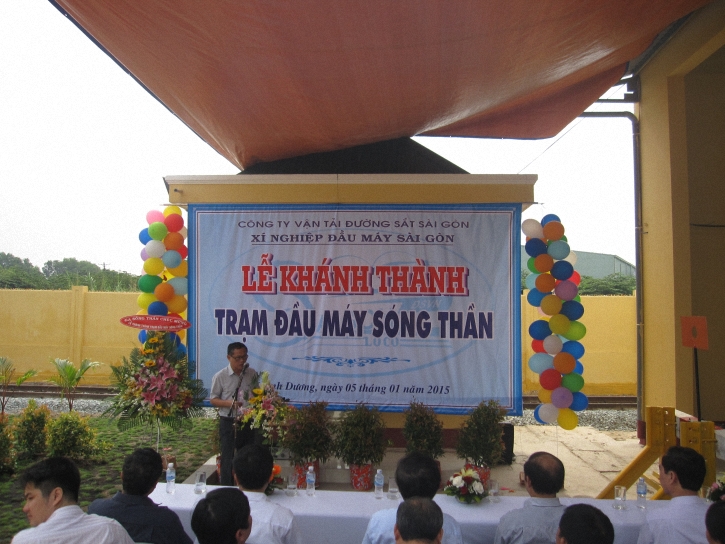 CÔNG TY VẬN TẢI ĐƯỜNG SẮT SÀI GÒN
XÍ NGHIỆP ĐẦU MÁY SÀI GÒN
LỄ KHÁNH THÀNH
TRẠM ĐẦU MÁY SÓNG THẦN
Dương, ngày 05 tháng 01 năm 2015